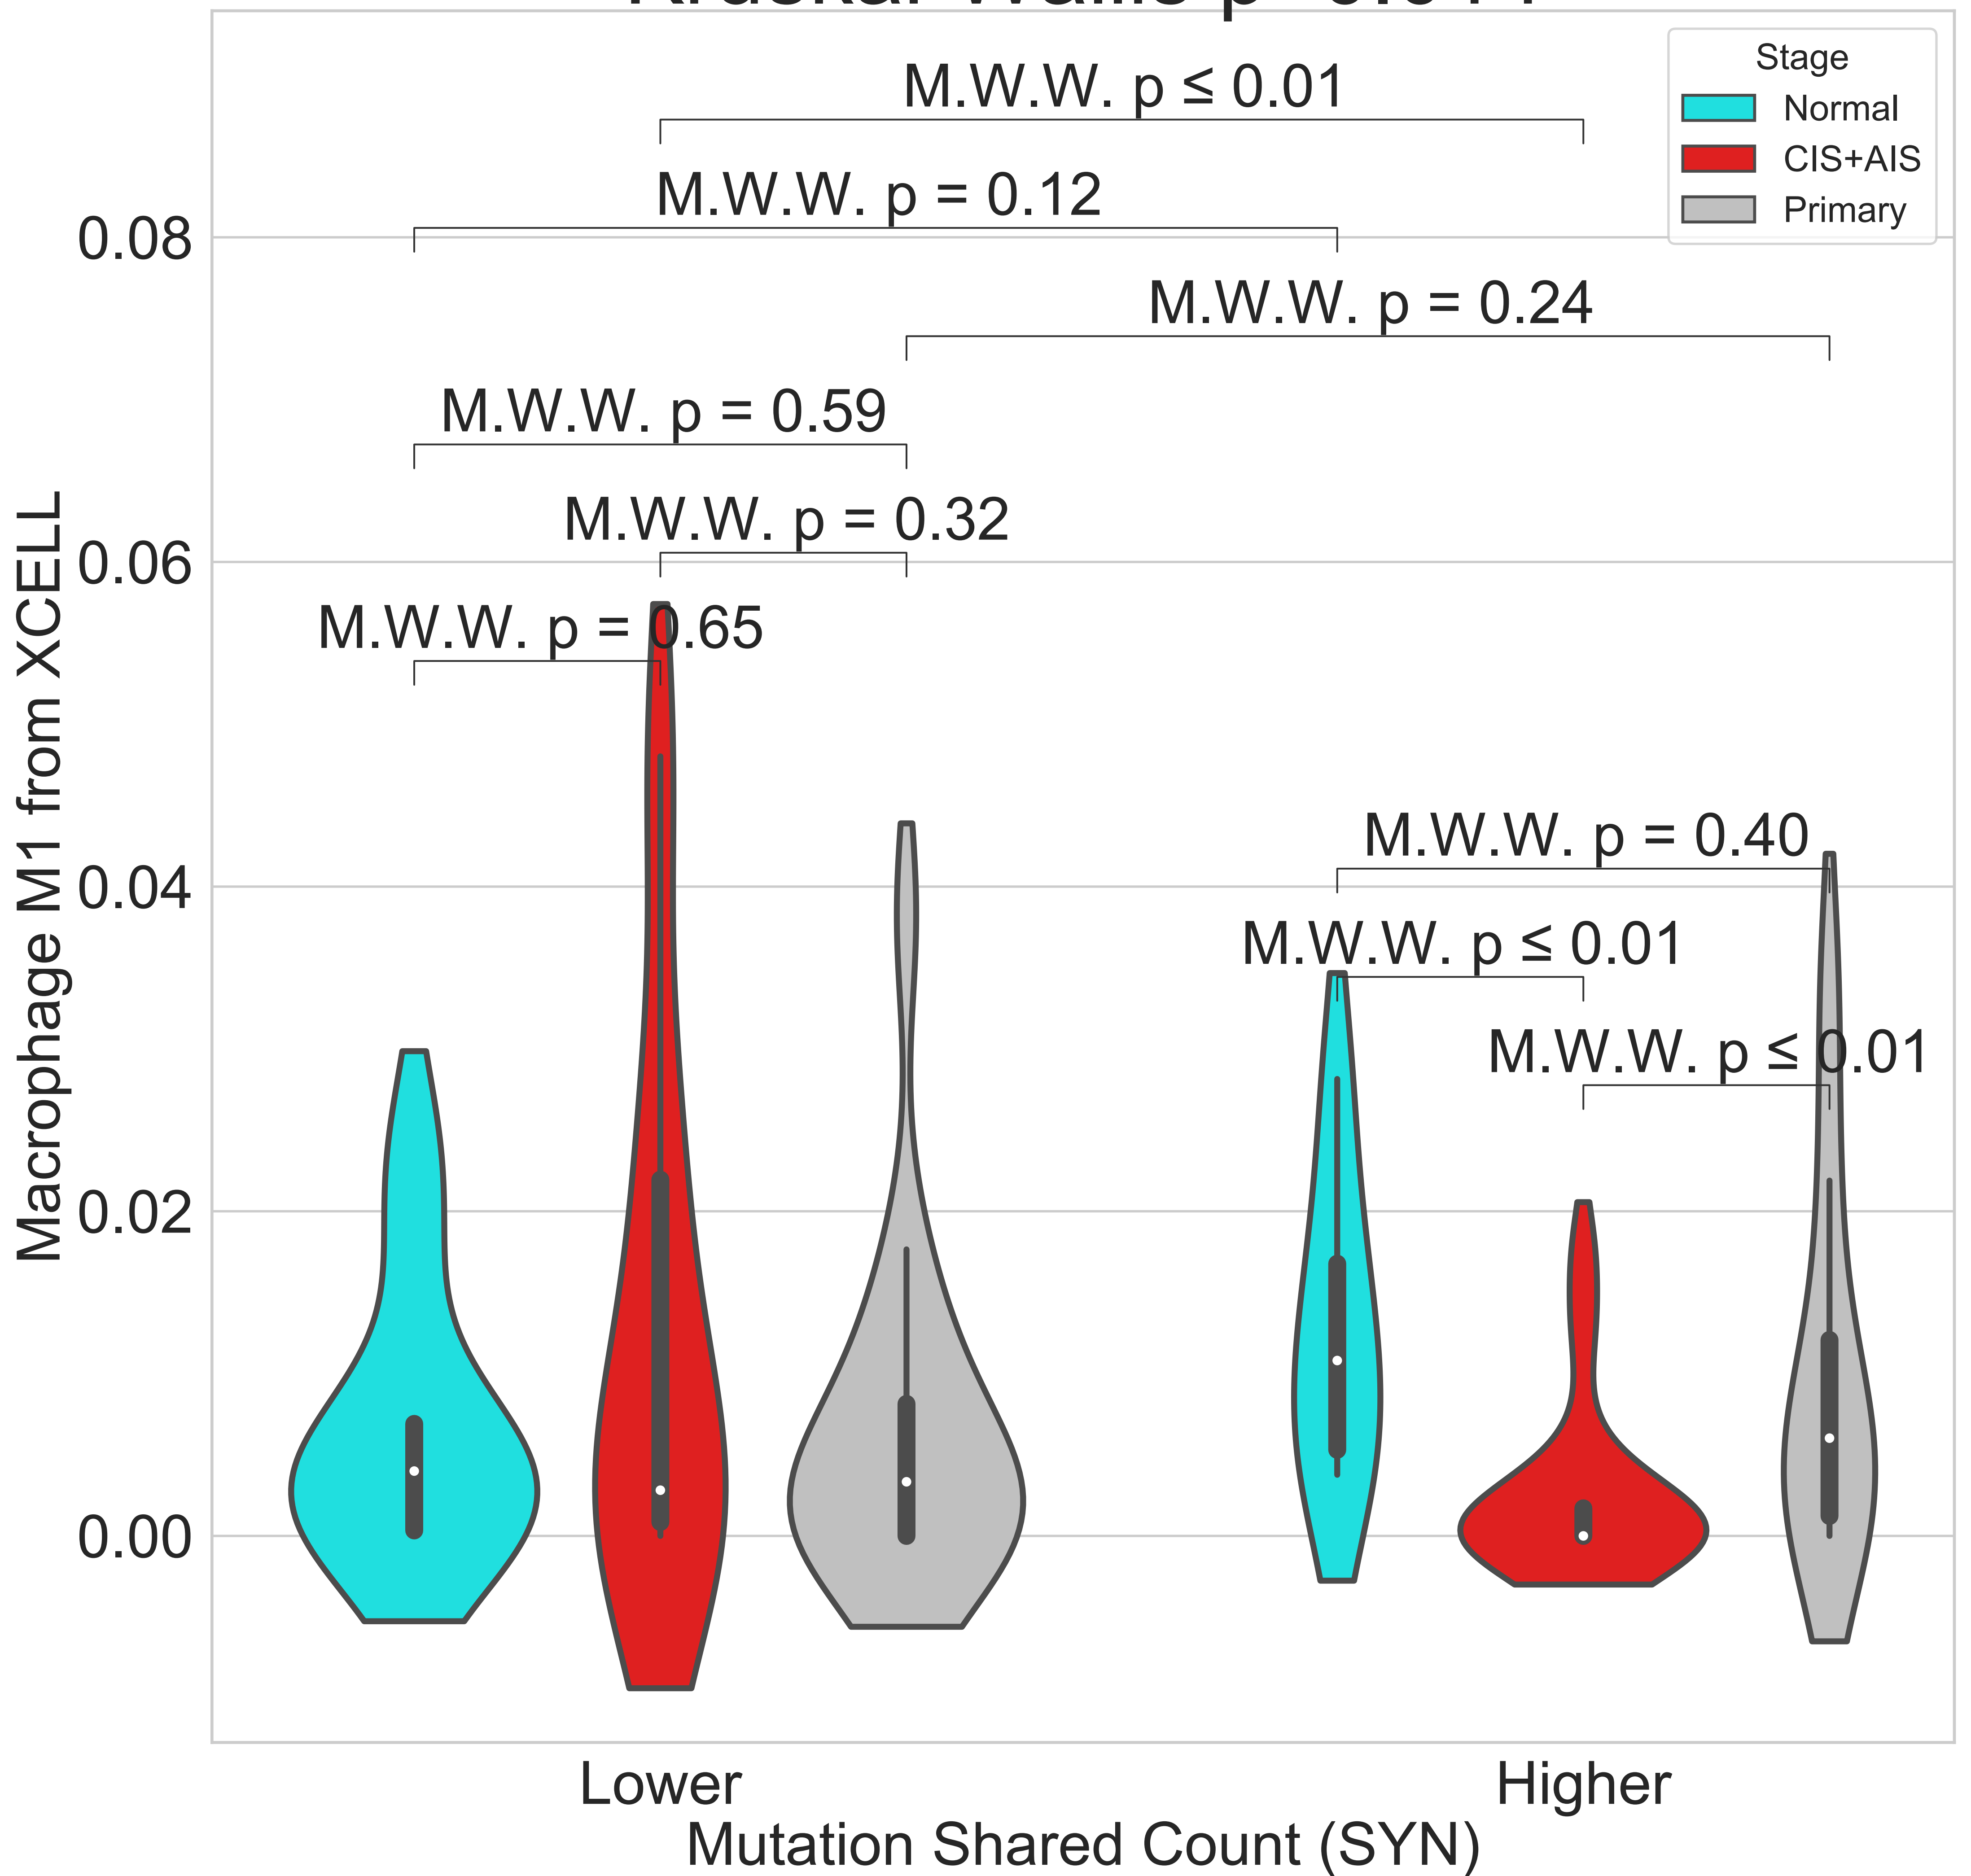 M.W.W. p ≤ 0.01
Stage
Normal
CIS+AIS
Primary
M.W.W. p = 0.12
0.08
M.W.W. p = 0.24
M.W.W. p = 0.59
M.W.W. p = 0.32
0.06
M.W.W. p = 0.65
M.W.W. p = 0.40
0.04
M.W.W. p ≤ 0.01
M.W.W. p ≤ 0.01
0.02
0.00
Macrophage M1 from XCELL
Lower
Higher
Mutation Shared Count (SYN)